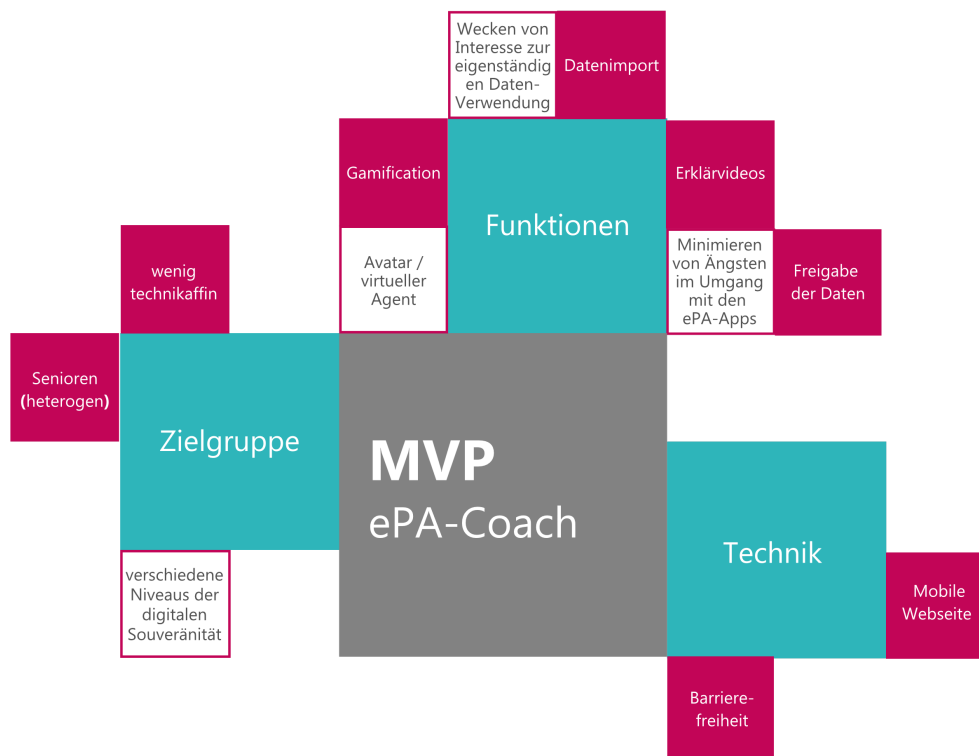 Wecken von
Interesse zur
eigenständig
en Daten-
Verwendung
Datenimport
Gamification
Funktionen
Erklärvideos
Avatar /
virtueller
Agent
Minimieren
von Ängsten
im Umgang
mit den
ePA-Apps
Freigabe
der Daten
wenig
technikaffin
Senioren
(heterogen)
Zielgruppe
verschiedene
Niveaus der
digitalen
Souveränität
MVP
ePA-Coach
Technik
Mobile
Webseite
Barriere-
freiheit